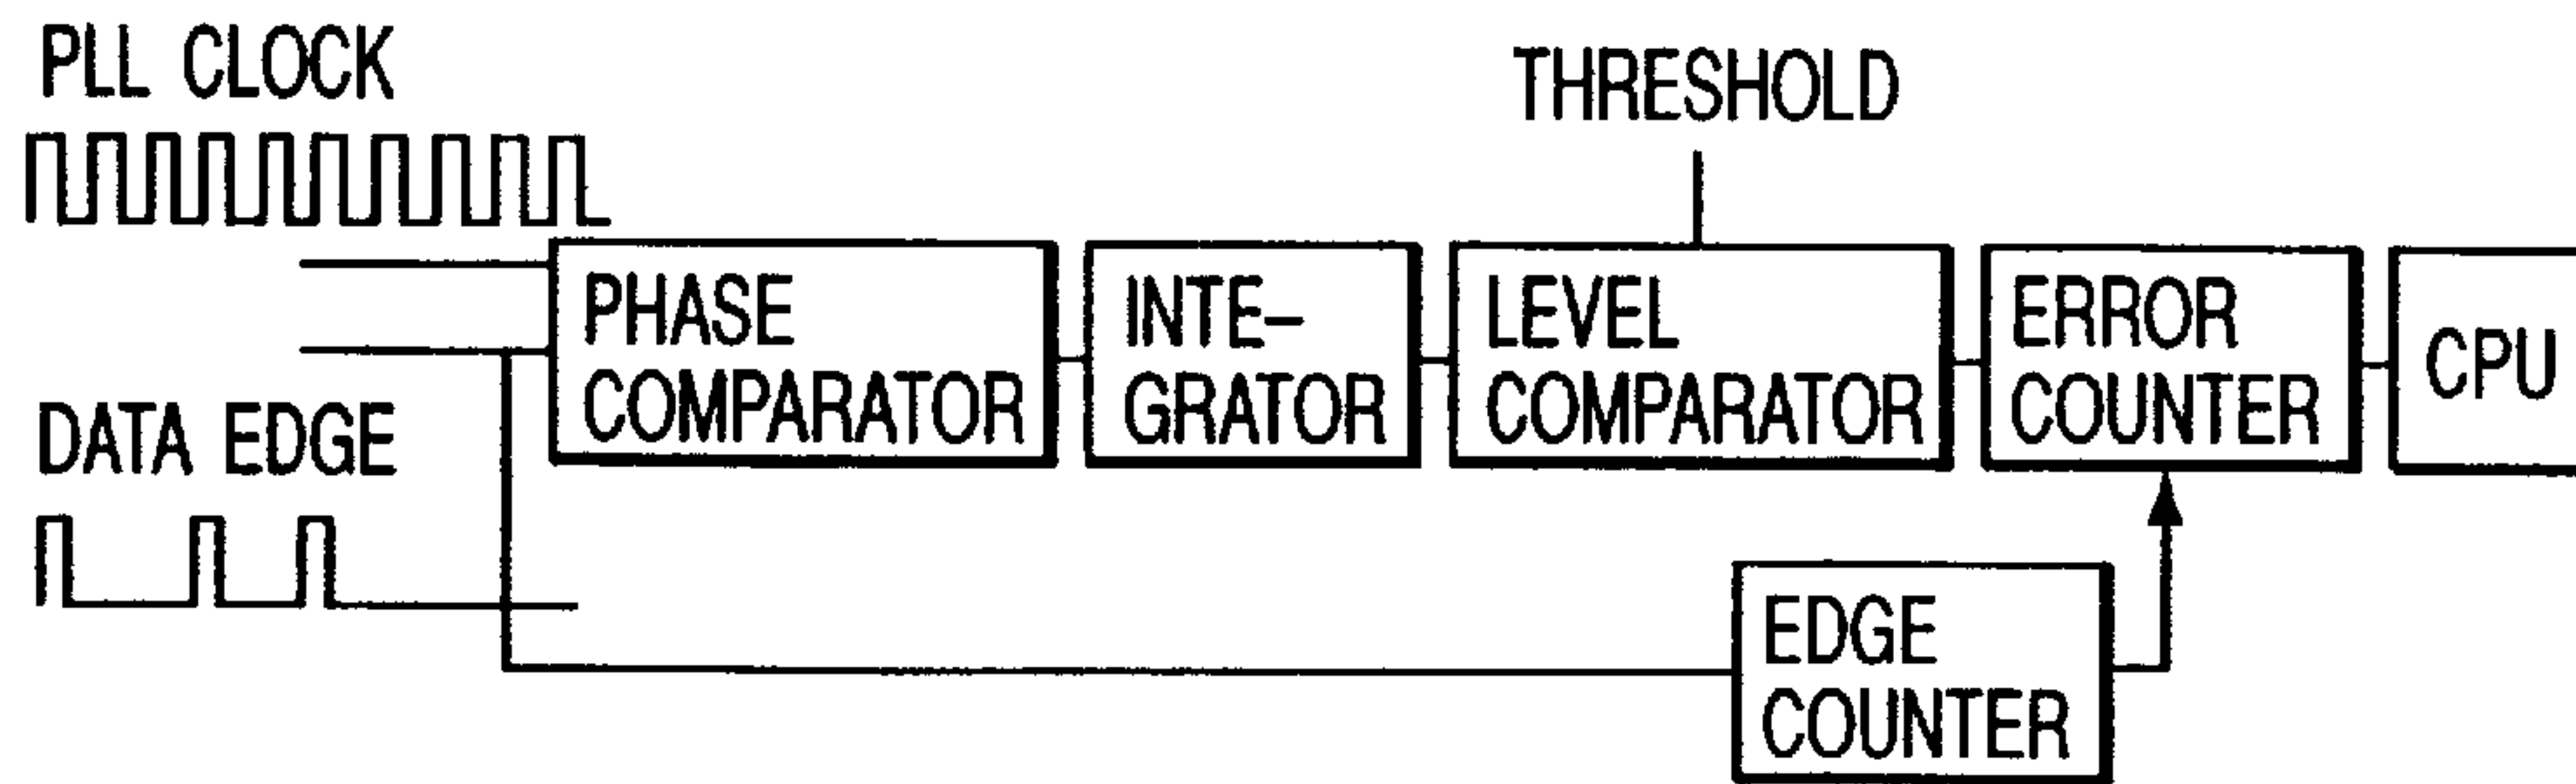 PLL CLOCK
THRESHOLD
PHASE
COMPARATOR
INTE-
GRATOR
LEVEL
COMPARATOR
ERROR
COUNTER
CPU
DATA EDGE
EDGE
COUNTER